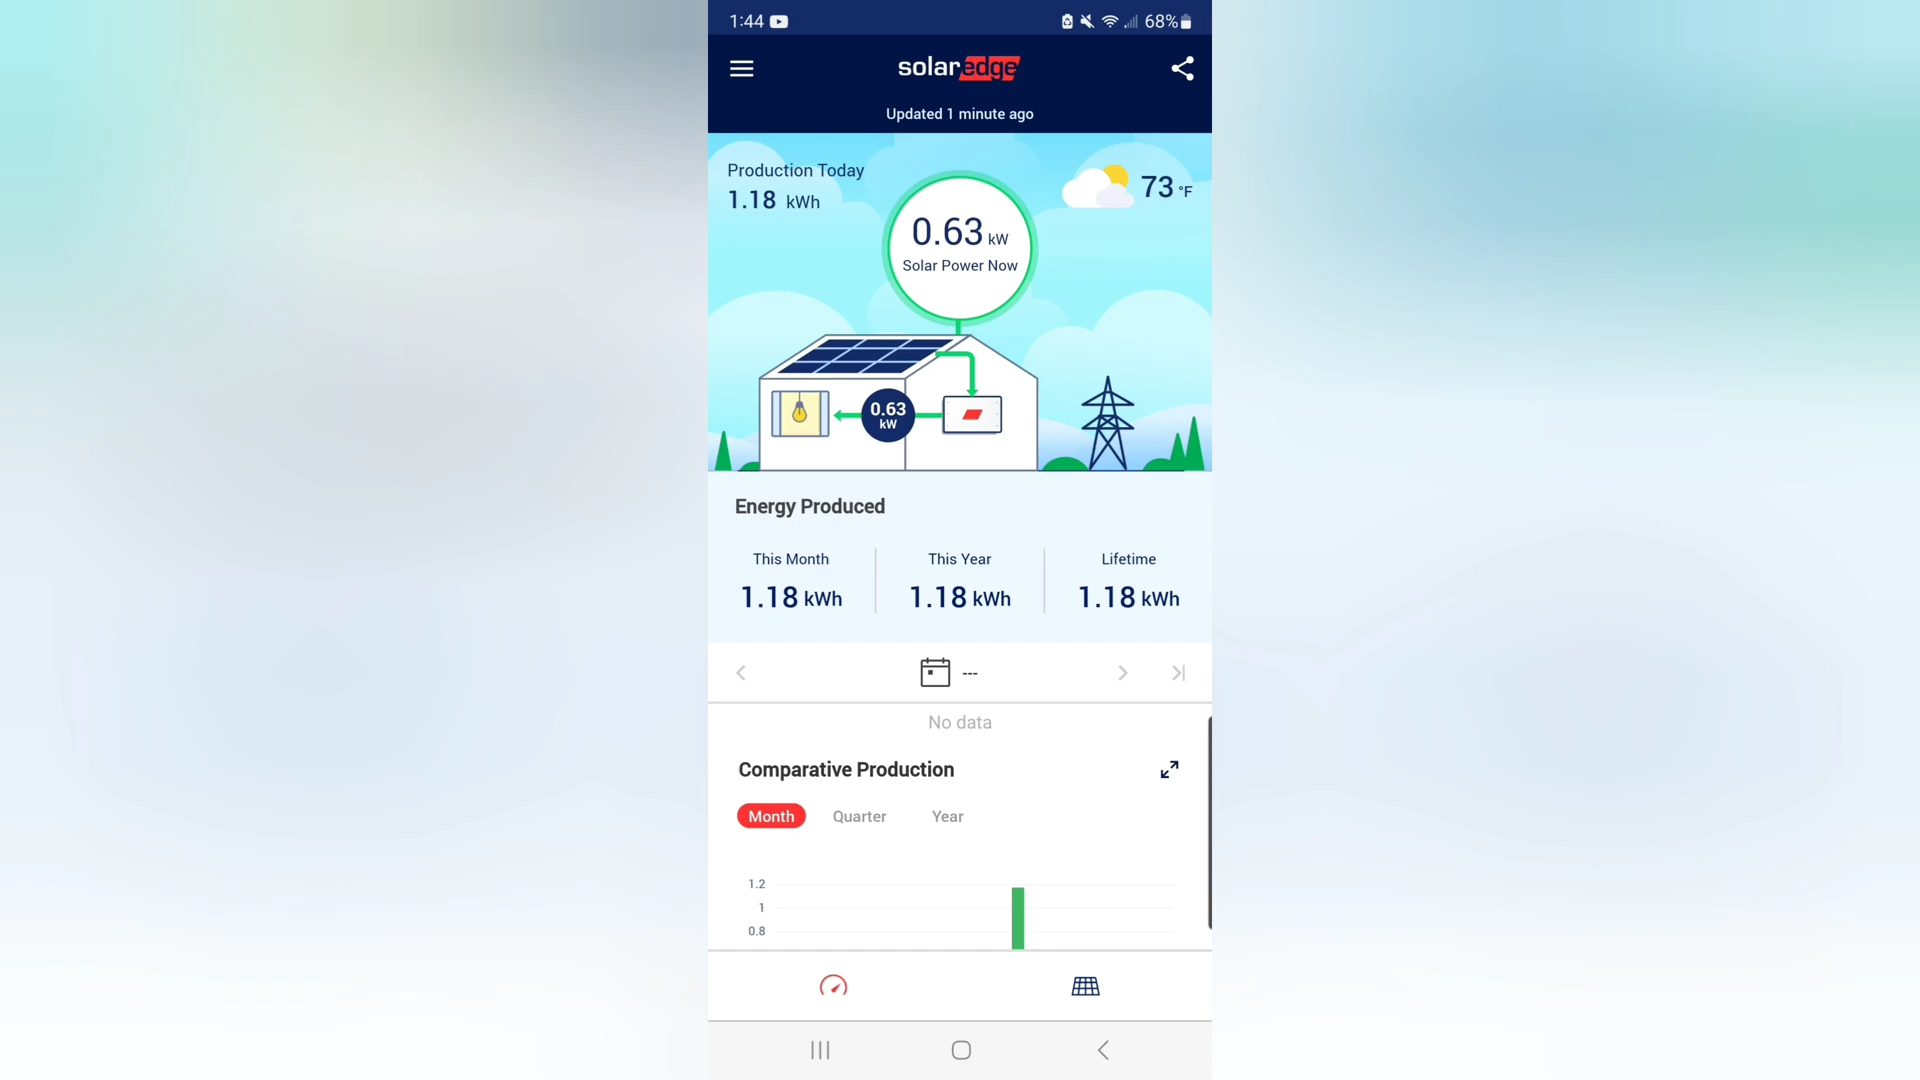 1:44
68%
solaredge
Updated 1 minute ago
Production Today
1.18 kWh
73 °F
0.63 kW
Solar Power Now
0.63
kW
Energy Produced
This Month
This Year
Lifetime
1.18 kWh
1.18 kWh
1.18 kWh
---
No data
Comparative Production
Month
Quarter
Year
1.2
1
0.8